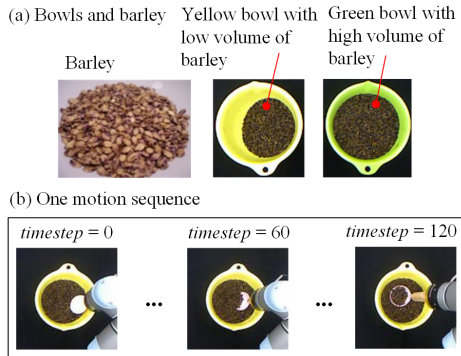 (a) Bowls and barley
Yellow bowl with
low volume of
barley
Green bowl with
high volume of
barley
Barley
(b) One motion sequence
timestep = 0
timestep = 60
timestep = 120
...
...